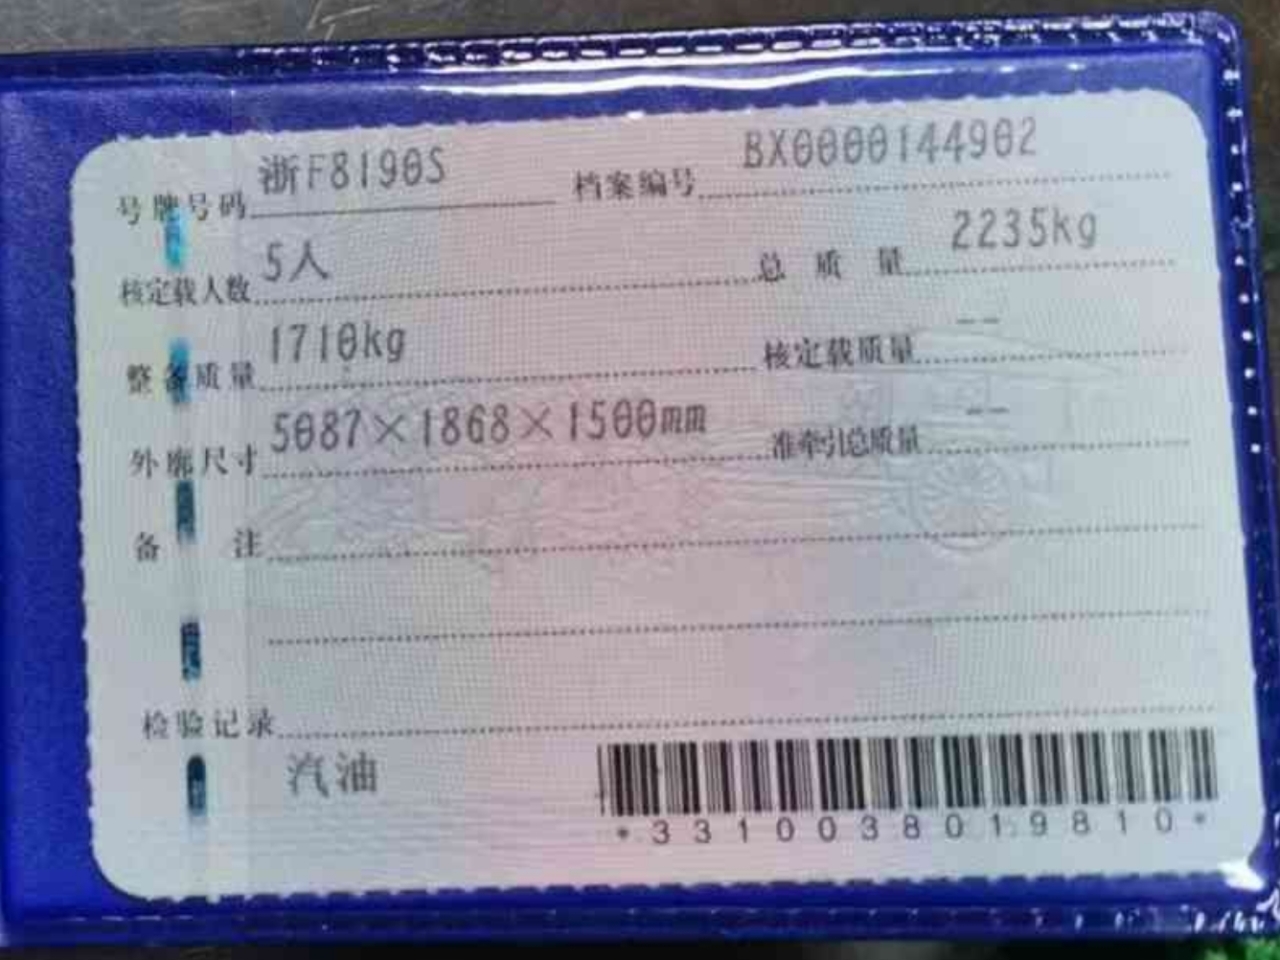 号牌号码 浙F8190S 档案编号 BX0000144902
核定载人数 5人 总质量 2235kg
整备质量 1710kg 核定载质量 --
外廓尺寸 5087×1868×1500mm 准牵引总质量 --
备注
检验记录
汽油
*3310038019810*